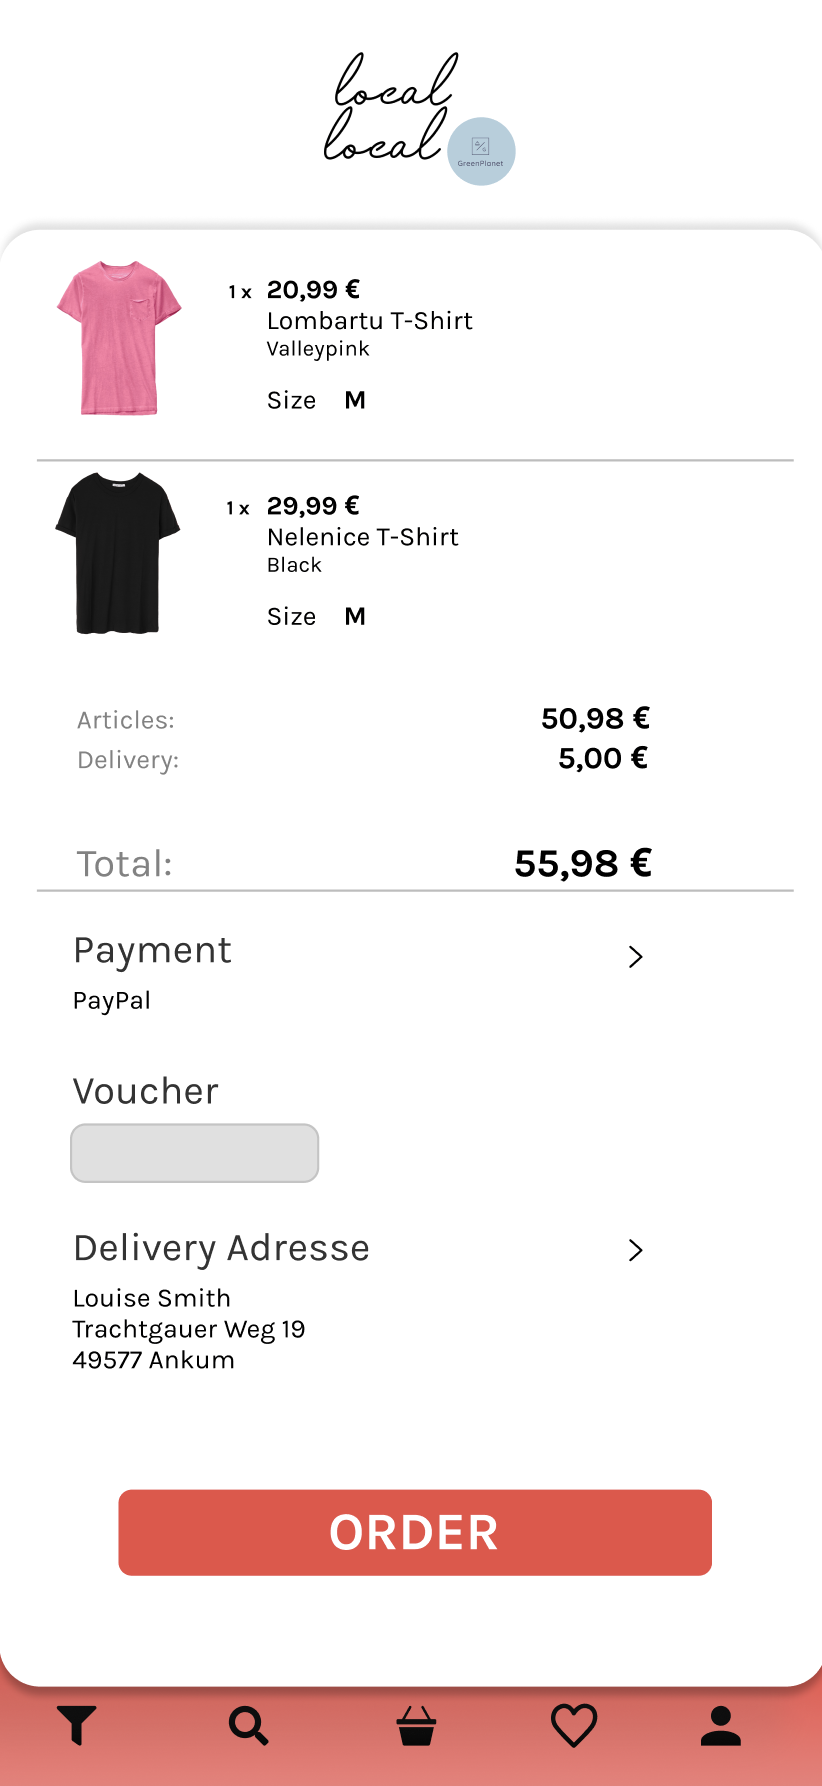 local
local
GreenPlanet
1 x 20,99 €
Lombartu T-Shirt
Valleypink
Size M
1 x 29,99 €
Nelenice T-Shirt
Black
Size M
Articles: 50,98 €
Delivery: 5,00 €
Total: 55,98 €
Payment
PayPal
Voucher
Delivery Adresse
Louise Smith
Trachtgauer Weg 19
49577 Ankum
ORDER